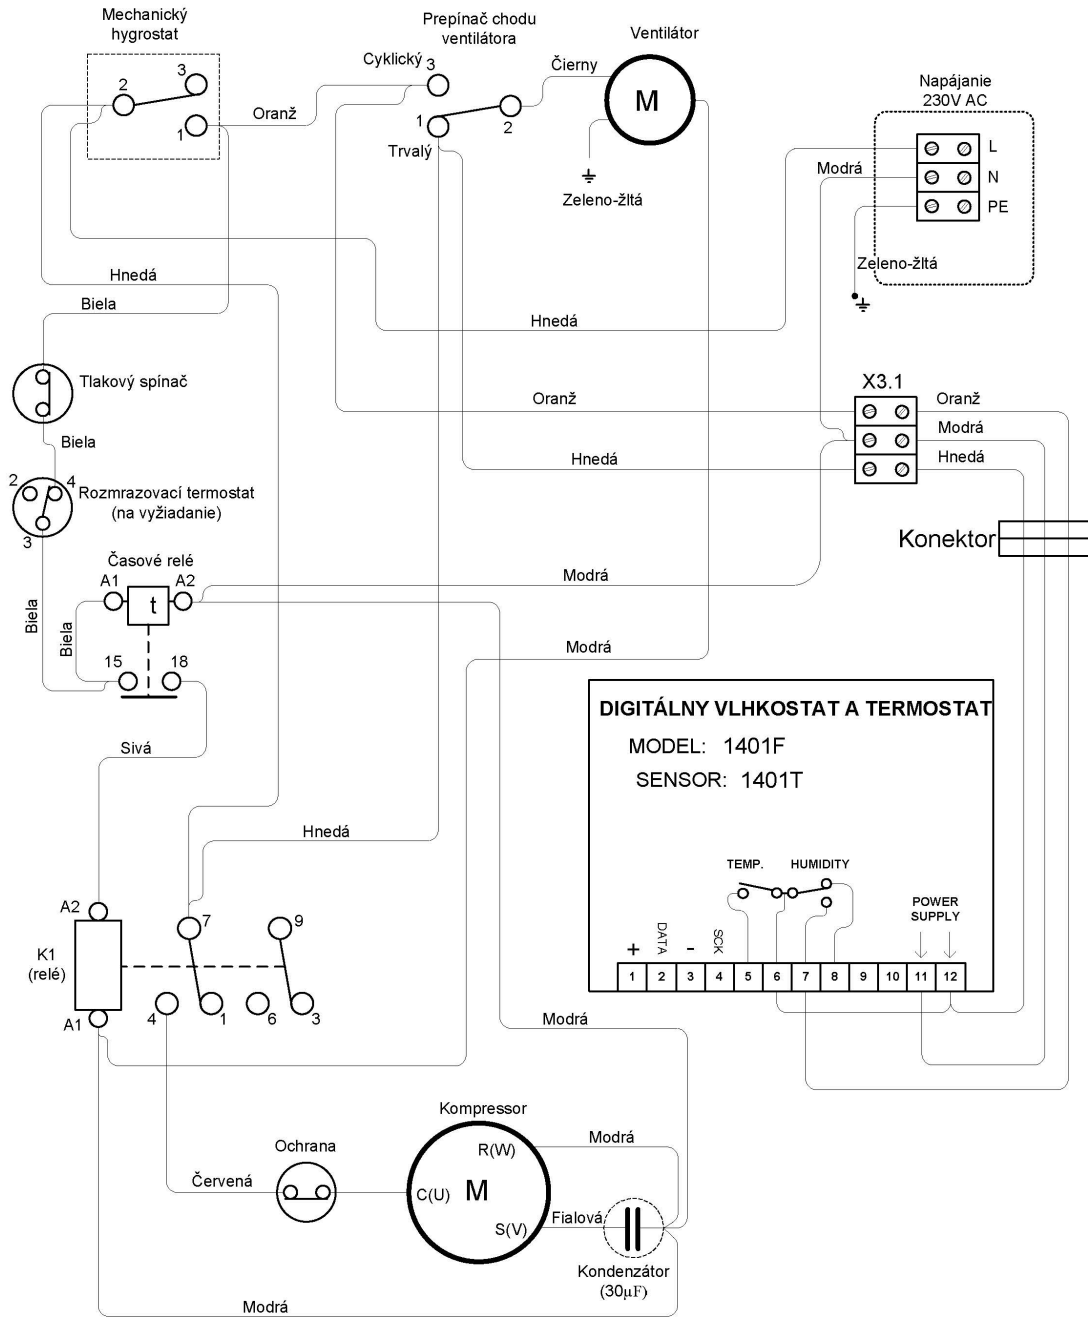 Mechanický
hygrostat
3
2
1
Oranž
Prepínač chodu
ventilátora
Cyklický 3
1
2
Trvalý
Čierny
Ventilátor
M
Zeleno-žltá
Napájanie
230V AC
L
N
PE
Modrá
Zeleno-žltá
Hnedá
Biela
Hnedá
Tlakový spínač
Biela
Oranž
Hnedá
X3.1
Oranž
Modrá
Hnedá
Konektor
2
4
3
Rozmrazovací termostat
(na vyžiadanie)
Časové relé
A1
A2
t
Modrá
Biela
Biela
15
18
Modrá
Sivá
Hnedá
DIGITÁLNY VLHKOSTAT A TERMOSTAT
MODEL: 1401F
SENSOR: 1401T
TEMP.
HUMIDITY
POWER
SUPPLY
+
DATA
-
SCK
1 2 3 4 5 6 7 8 9 10 11 12
A2
K1
(relé)
A1
7
9
4
1
6
3
Modrá
Kompressor
R(W)
C(U)
M
S(V)
Modrá
Ochrana
Červená
Fialová
Kondenzátor
(30µF)
Modrá